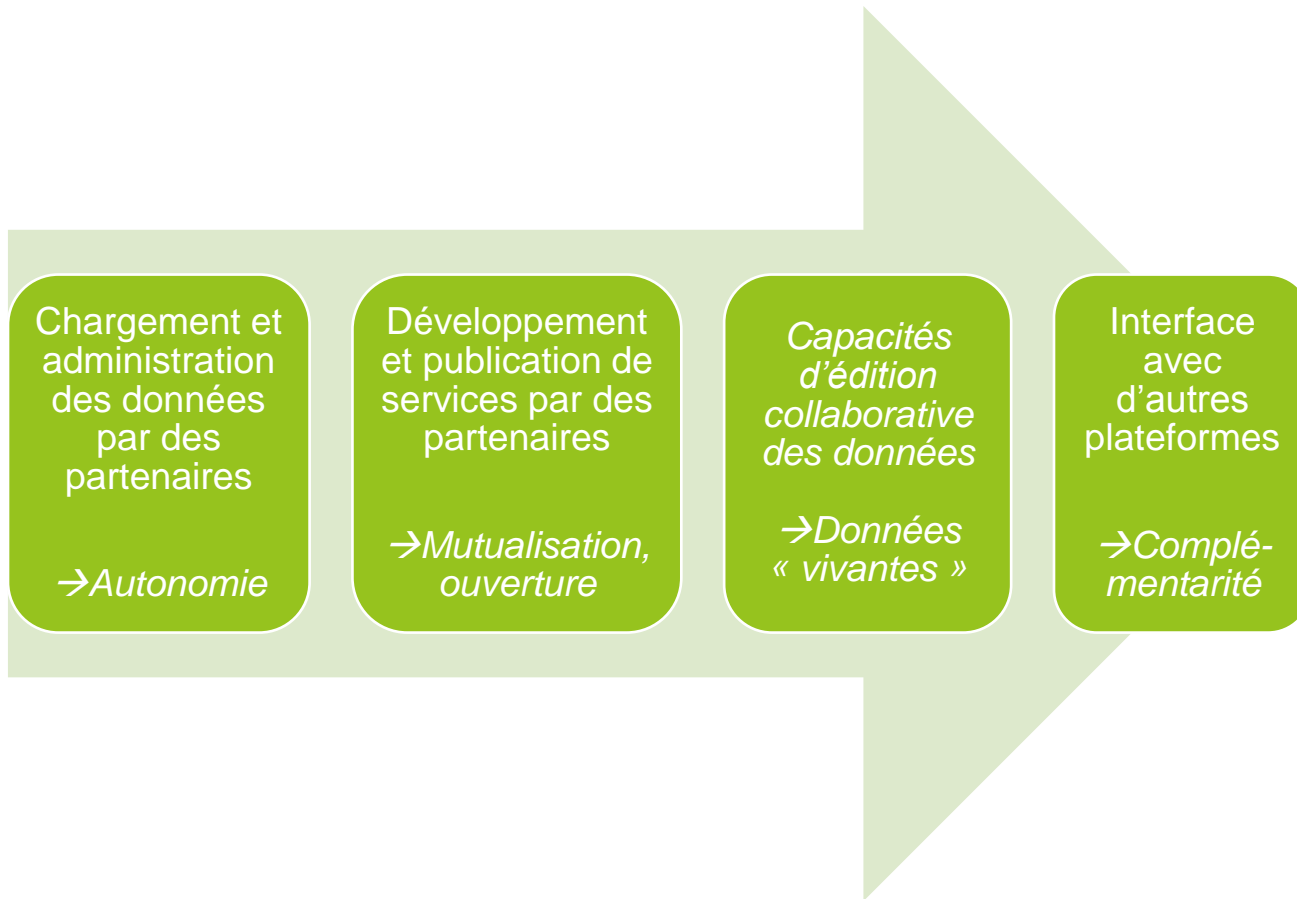 Chargement et
administration
des données
par des
partenaires
→Autonomie
Développement
et publication de
services par des
partenaires
→Mutualisation,
ouverture
Capacités
d’édition
collaborative
des données
→Données
« vivantes »
Interface
avec
d’autres
plateformes
→Complé-
mentarité